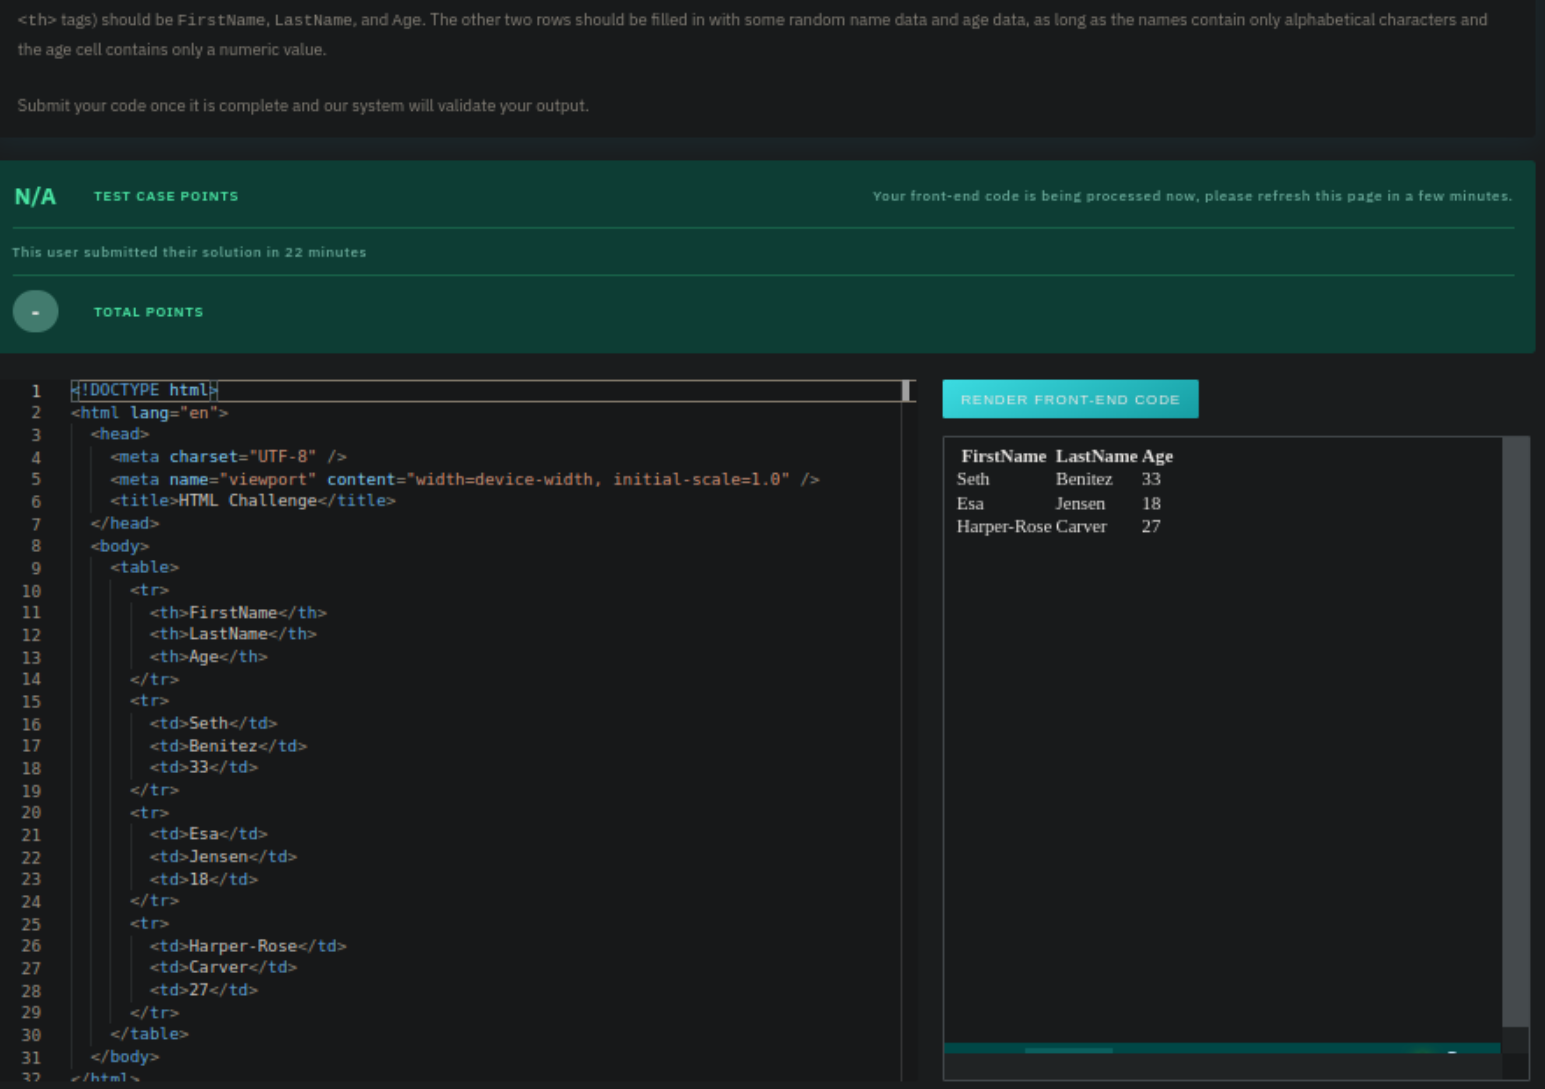 <th> tags) should be FirstName, LastName, and Age. The other two rows should be filled in with some random name data and age data, as long as the names contain only alphabetical characters and
the age cell contains only a numeric value.
Submit your code once it is complete and our system will validate your output.
N/A TEST CASE POINTS Your front-end code is being processed now, please refresh this page in a few minutes.
This user submitted their solution in 22 minutes
- TOTAL POINTS
1 <!DOCTYPE html>
2 <html lang="en">
3 <head>
4 <meta charset="UTF-8" />
5 <meta name="viewport" content="width=device-width, initial-scale=1.0" />
6 <title>HTML Challenge</title>
7 </head>
8 <body>
9 <table>
10 <tr>
11 <th>FirstName</th>
12 <th>LastName</th>
13 <th>Age</th>
14 </tr>
15 <tr>
16 <td>Seth</td>
17 <td>Benitez</td>
18 <td>33</td>
19 </tr>
20 <tr>
21 <td>Esa</td>
22 <td>Jensen</td>
23 <td>18</td>
24 </tr>
25 <tr>
26 <td>Harper-Rose</td>
27 <td>Carver</td>
28 <td>27</td>
29 </tr>
30 </table>
31 </body>
32 </html>
RENDER FRONT-END CODE
FirstName LastName Age
Seth Benitez 33
Esa Jensen 18
Harper-Rose Carver 27